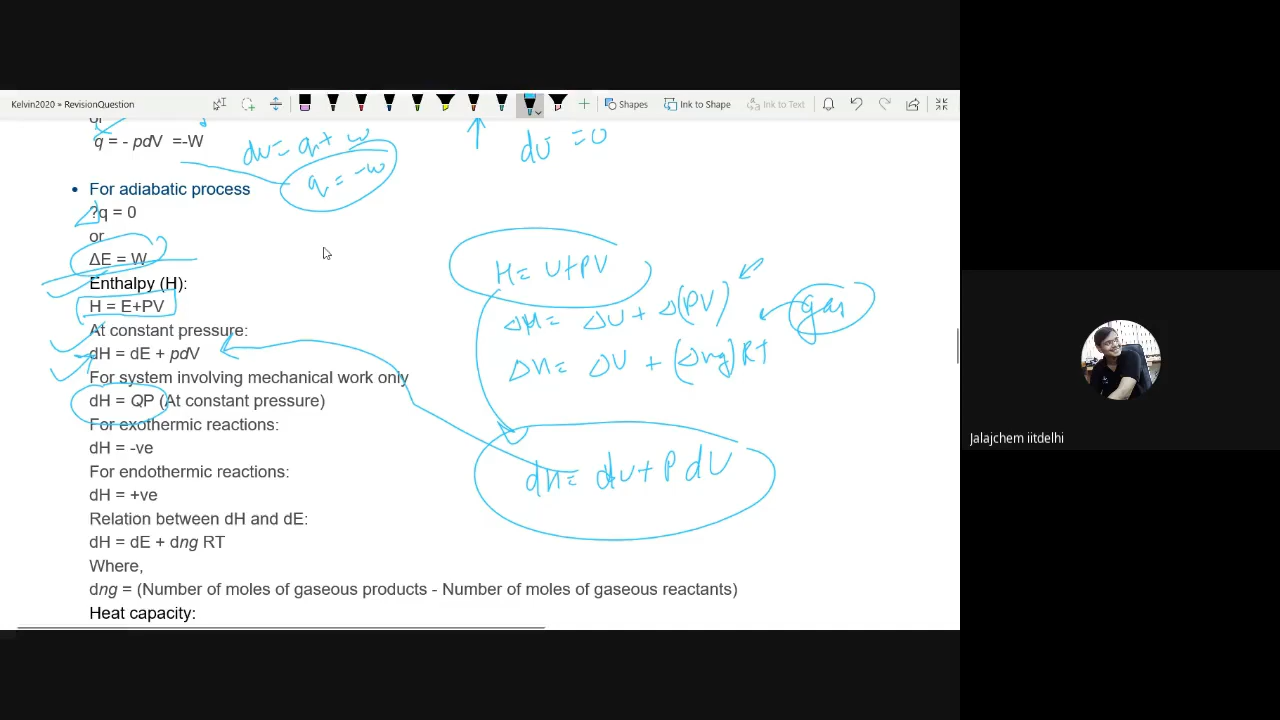 Kelvin2020 » RevisionQuestion
Shapes
Ink to Shape
Ink to Text
or
q = - pdV =-W
dU = q + w
q = -w
dU = 0
• For adiabatic process
?q = 0
or
ΔE = W
Enthalpy (H):
H = E+PV
At constant pressure:
dH = dE + pdV
For system involving mechanical work only
dH = QP (At constant pressure)
For exothermic reactions:
dH = -ve
For endothermic reactions:
dH = +ve
Relation between dH and dE:
dH = dE + dng RT
Where,
dng = (Number of moles of gaseous products - Number of moles of gaseous reactants)
Heat capacity:
H = U+PV
ΔH = ΔU + Δ(PV)
gas
ΔH = ΔU + (Δng)RT
dH = dU + P dV
Jalajchem iitdelhi